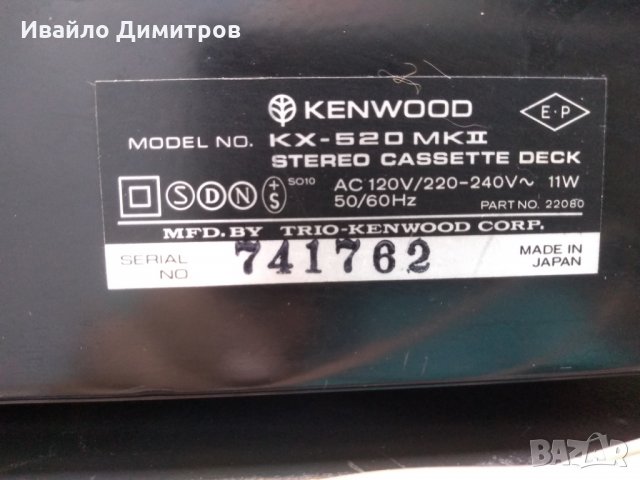 Ивайло Димитров
KENWOOD
E·P
MODEL NO. KX-520 MKII
STEREO CASSETTE DECK
S D N +S SO10 AC 120V/220-240V~ 11W
50/60Hz PART NO. 22080
MFD. BY TRIO-KENWOOD CORP.
SERIAL NO 741762 MADE IN JAPAN
BAZAR